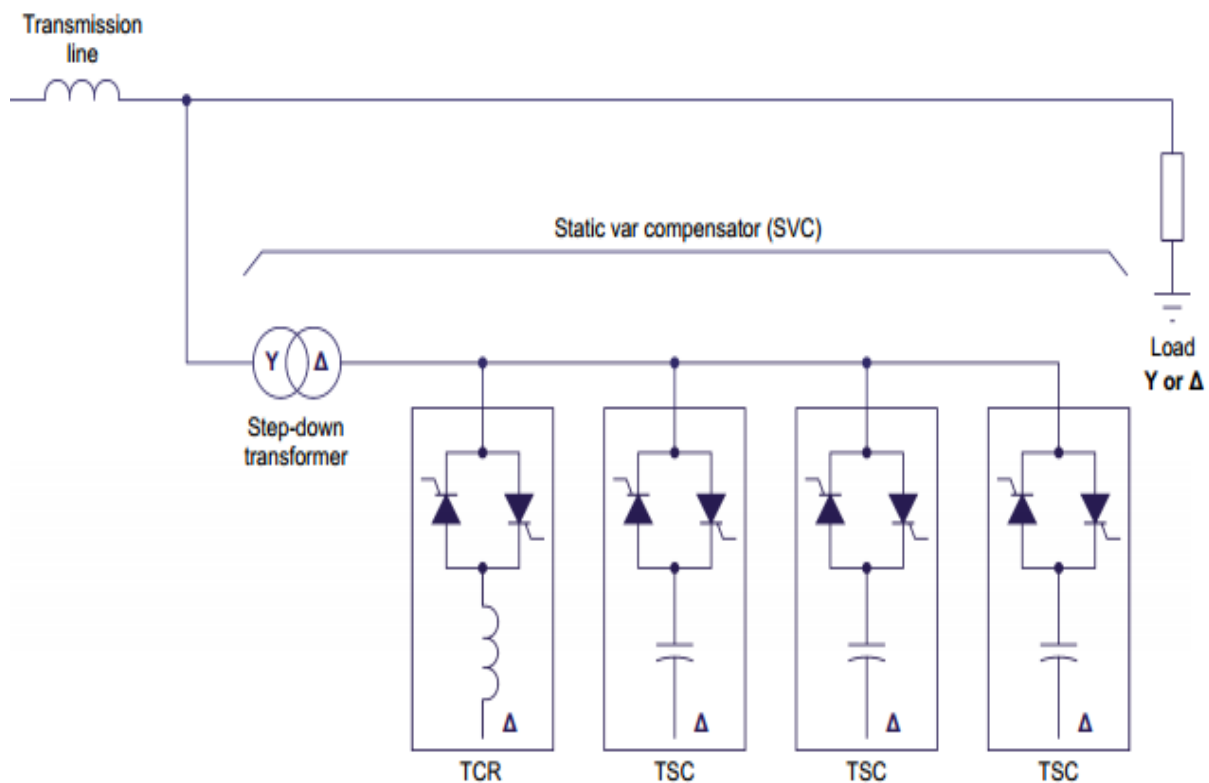 Transmission
line
Static var compensator (SVC)
Load
Y or Δ
Y Δ
Step-down
transformer
Δ
Δ
Δ
Δ
TCR
TSC
TSC
TSC